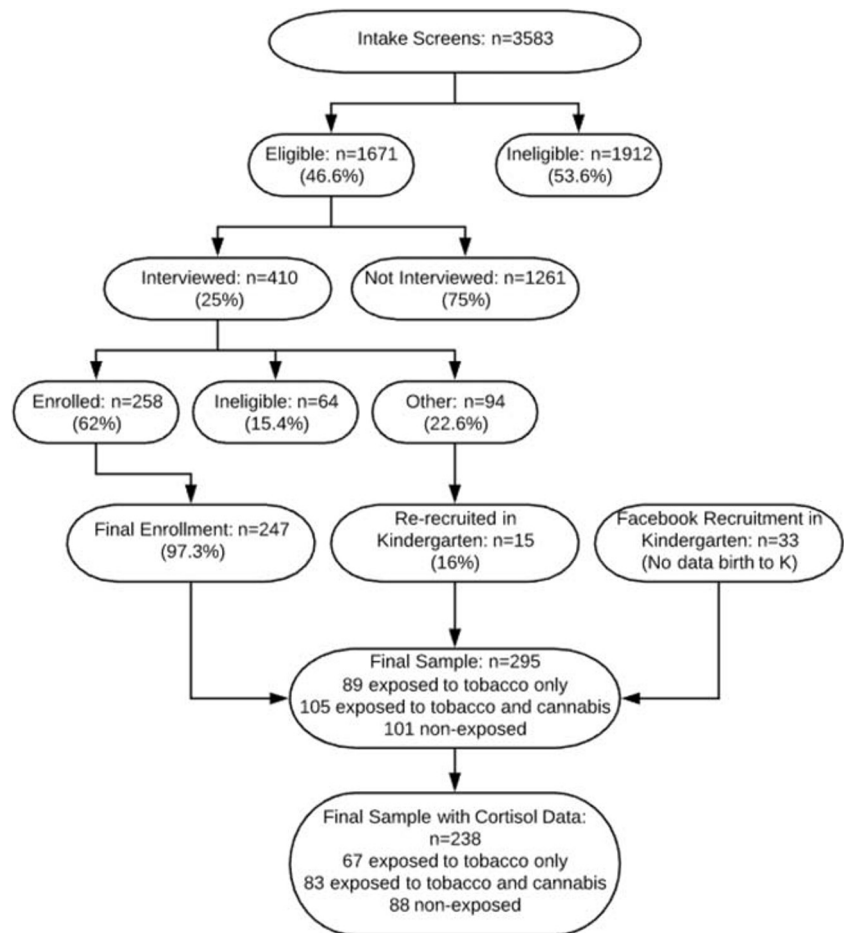 Intake Screens: n=3583
Eligible: n=1671
(46.6%)
Ineligible: n=1912
(53.6%)
Interviewed: n=410
(25%)
Not Interviewed: n=1261
(75%)
Enrolled: n=258
(62%)
Ineligible: n=64
(15.4%)
Other: n=94
(22.6%)
Final Enrollment: n=247
(97.3%)
Re-recruited in
Kindergarten: n=15
(16%)
Facebook Recruitment in
Kindergarten: n=33
(No data birth to K)
Final Sample: n=295
89 exposed to tobacco only
105 exposed to tobacco and cannabis
101 non-exposed
Final Sample with Cortisol Data:
n=238
67 exposed to tobacco only
83 exposed to tobacco and cannabis
88 non-exposed